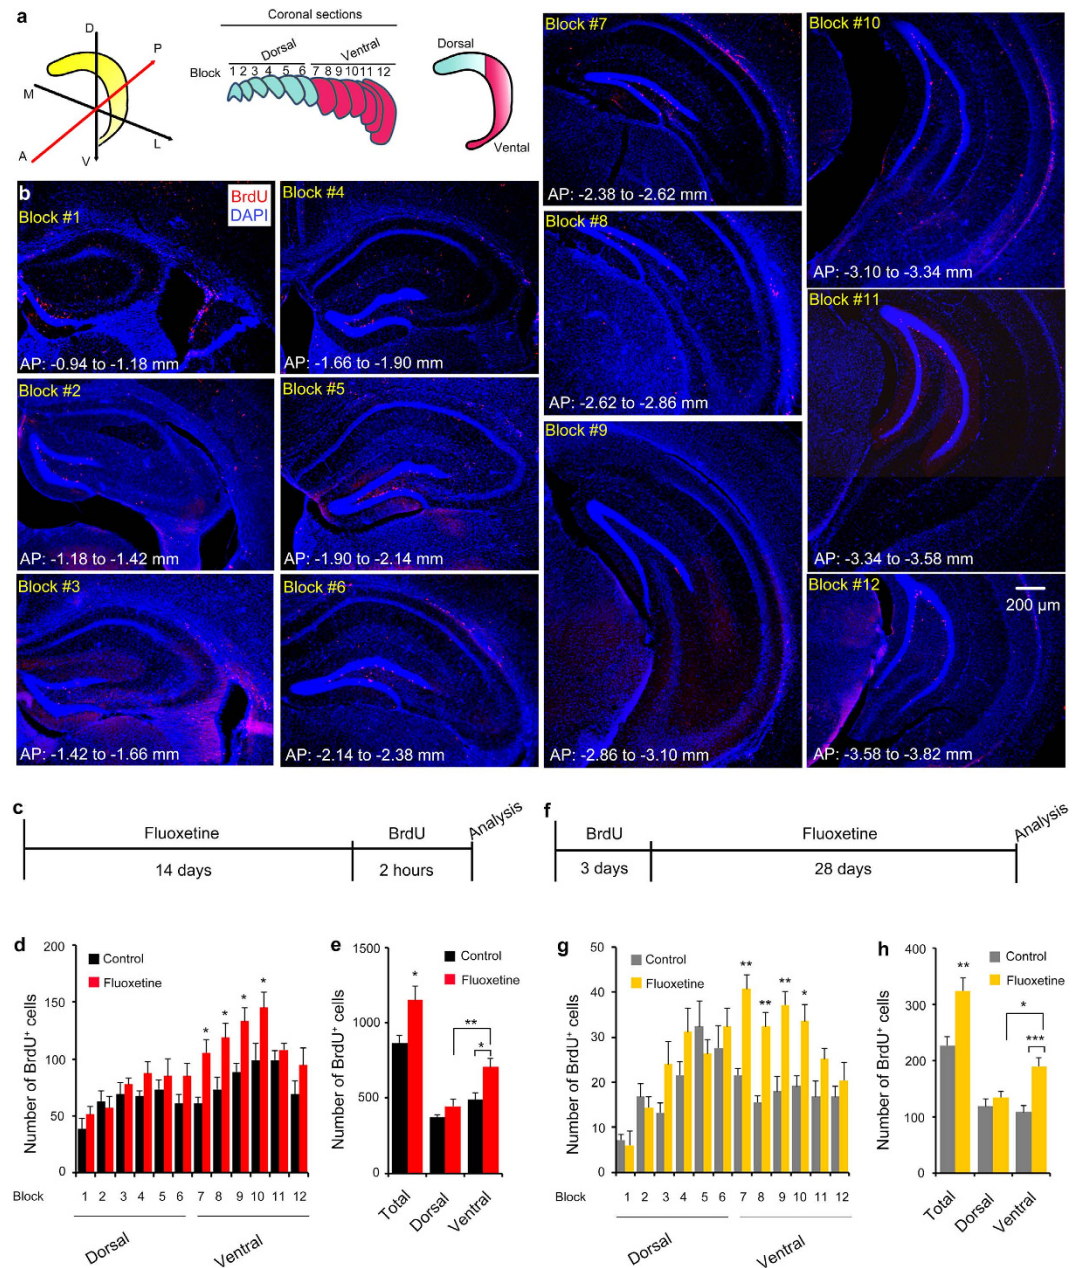 a
D
P
M
A
V
L
Coronal sections
Dorsal Ventral
Block 1 2 3 4 5 6 7 8 9 10 11 12
Dorsal
Vental
b
BrdU
DAPI
Block #1
AP: -0.94 to -1.18 mm
Block #2
AP: -1.18 to -1.42 mm
Block #3
AP: -1.42 to -1.66 mm
Block #4
AP: -1.66 to -1.90 mm
Block #5
AP: -1.90 to -2.14 mm
Block #6
AP: -2.14 to -2.38 mm
Block #7
AP: -2.38 to -2.62 mm
Block #8
AP: -2.62 to -2.86 mm
Block #9
AP: -2.86 to -3.10 mm
Block #10
AP: -3.10 to -3.34 mm
Block #11
AP: -3.34 to -3.58 mm
Block #12
200 µm
AP: -3.58 to -3.82 mm
c
Fluoxetine BrdU Analysis
14 days 2 hours
f
BrdU Fluoxetine Analysis
3 days 28 days
d
Number of BrdU+ cells
200
150
100
50
0
Control
Fluoxetine
* * * *
Block 1 2 3 4 5 6 7 8 9 10 11 12
Dorsal Ventral
e
Number of BrdU+ cells
1500
1000
500
0
Control
Fluoxetine
*
**
*
Total Dorsal Ventral
g
Number of BrdU+ cells
50
40
30
20
10
0
Control
Fluoxetine
** ** ** *
Block 1 2 3 4 5 6 7 8 9 10 11 12
Dorsal Ventral
h
Number of BrdU+ cells
400
300
200
100
0
Control
Fluoxetine
**
*
***
Total Dorsal Ventral